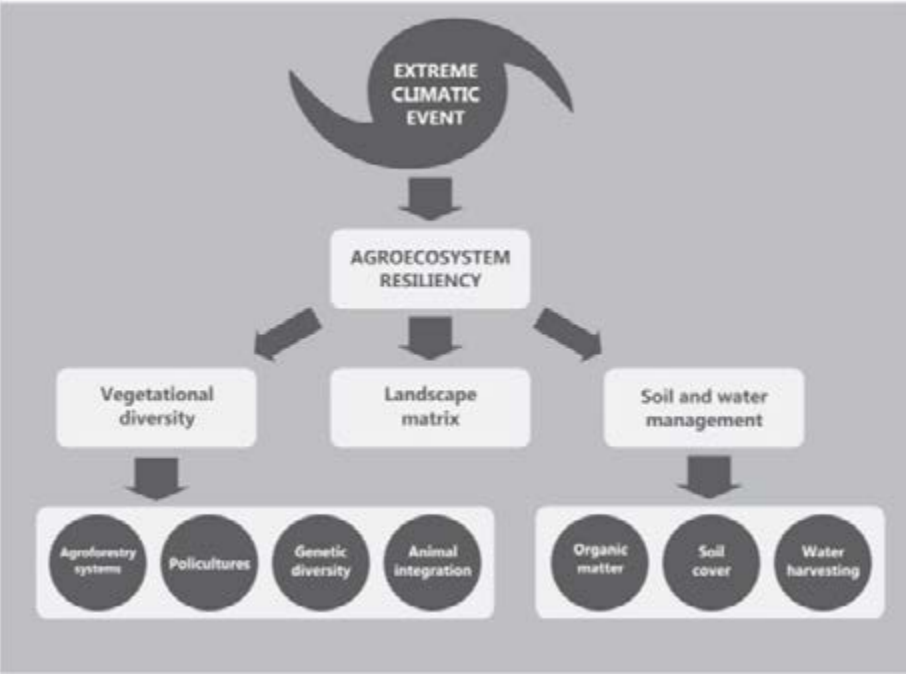 EXTREME
CLIMATIC
EVENT
AGROECOSYSTEM
RESILIENCY
Vegetational
diversity
Landscape
matrix
Soil and water
management
Agroforestry
systems
Policultures
Genetic
diversity
Animal
integration
Organic
matter
Soil
cover
Water
harvesting